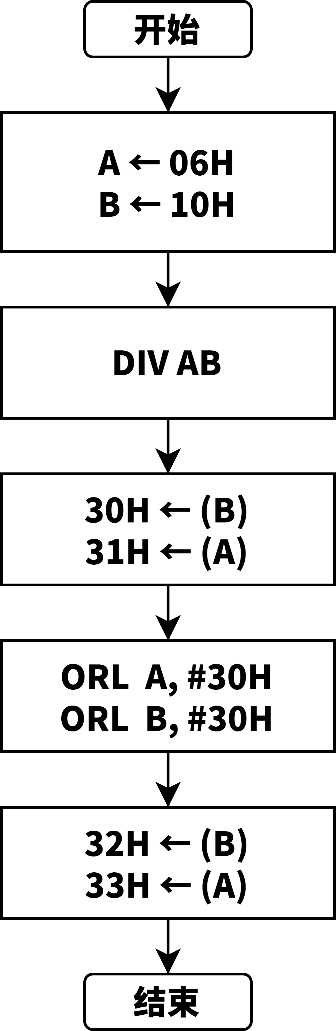 开始
A ← 06H
B ← 10H
DIV AB
30H ← (B)
31H ← (A)
ORL A, #30H
ORL B, #30H
32H ← (B)
33H ← (A)
结束